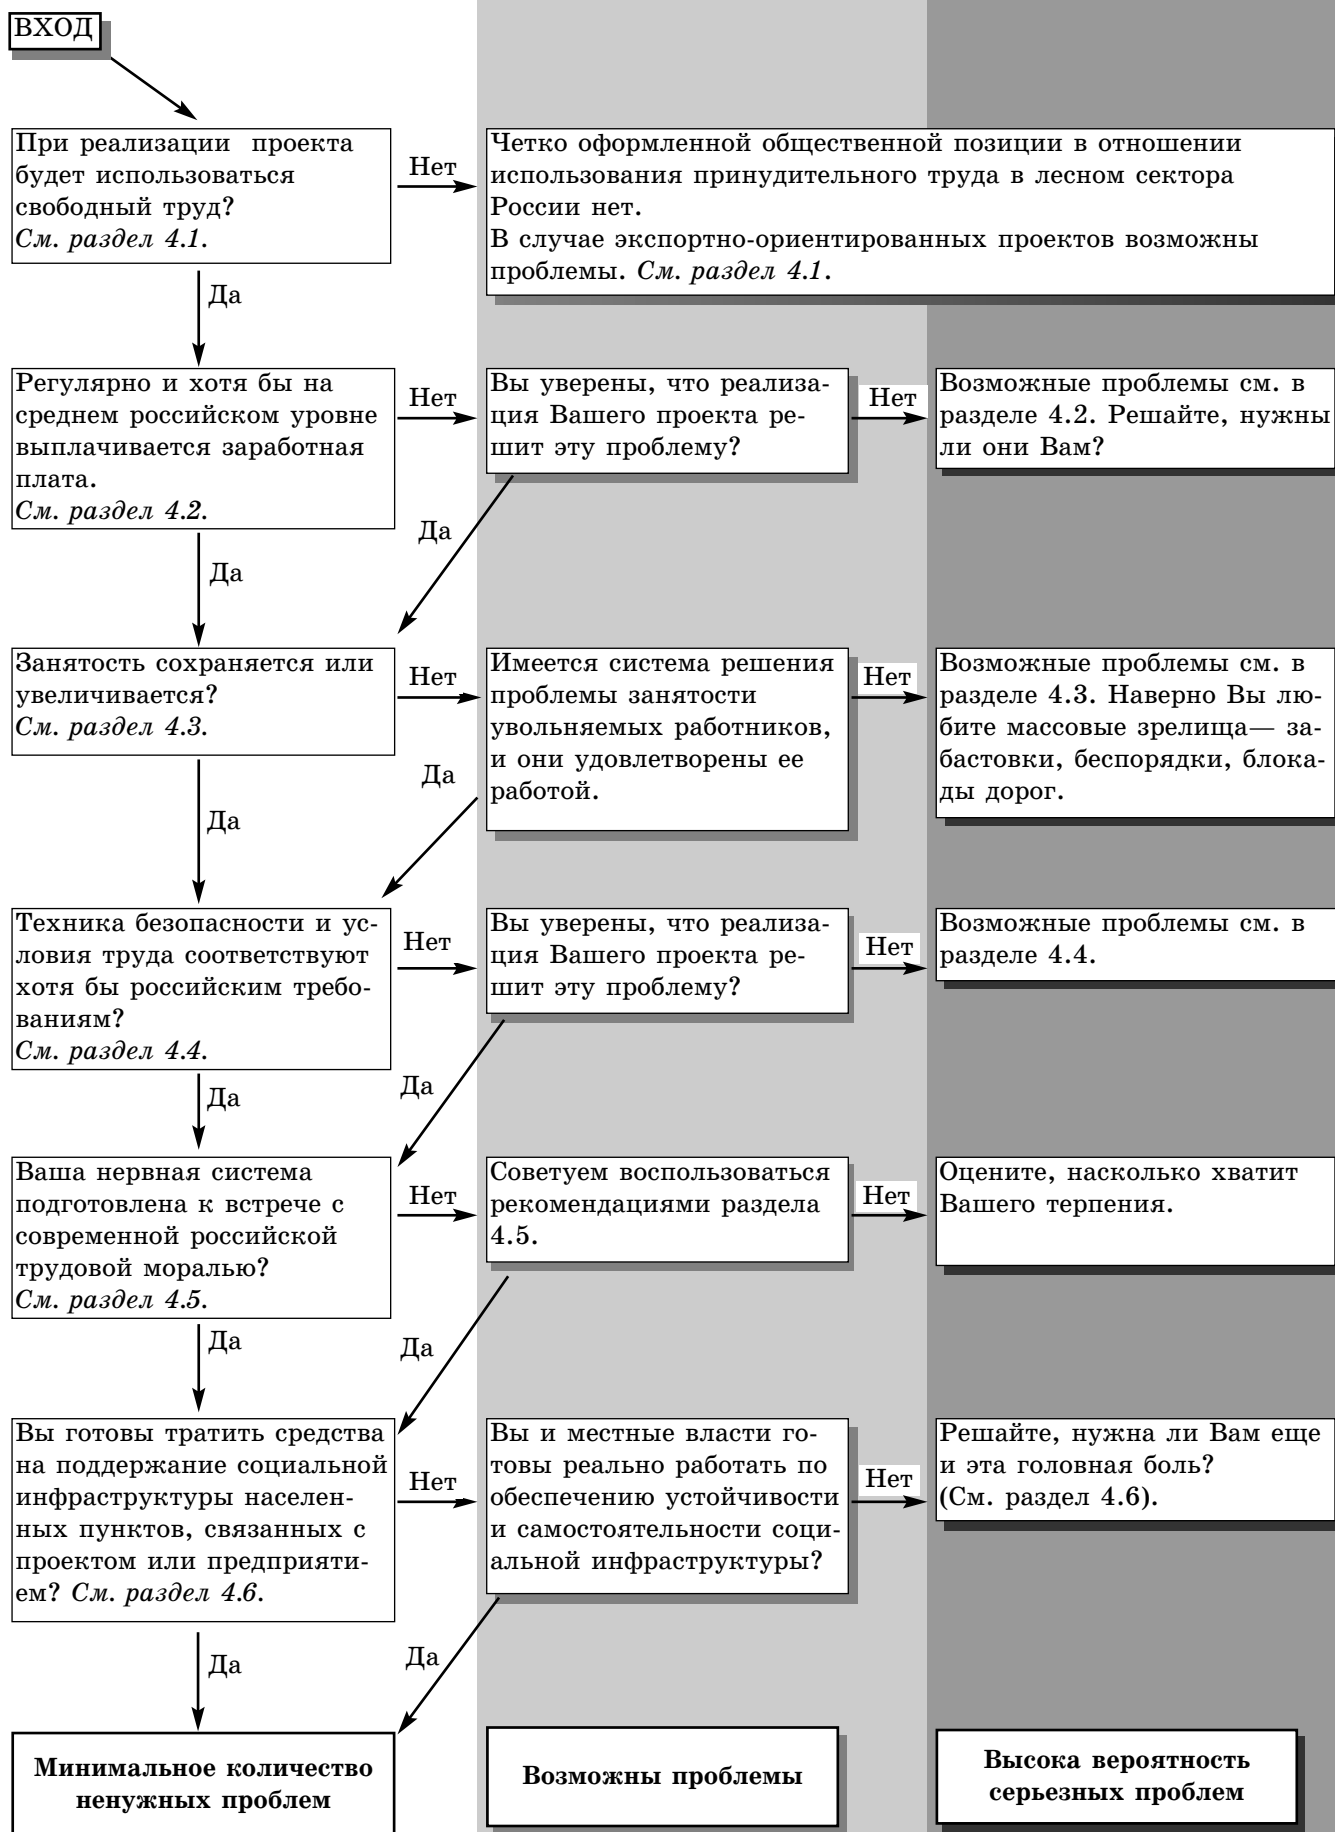 ВХОД
При реализации проекта
будет использоваться
свободный труд?
См. раздел 4.1.
Нет
Четко оформленной общественной позиции в отношении
использования принудительного труда в лесном сектора
России нет.
В случае экспортно-ориентированных проектов возможны
проблемы. См. раздел 4.1.
Да
Регулярно и хотя бы на
среднем российском уровне
выплачивается заработная
плата.
См. раздел 4.2.
Нет
Вы уверены, что реализа-
ция Вашего проекта ре-
шит эту проблему?
Нет
Возможные проблемы см. в
разделе 4.2. Решайте, нужны
ли они Вам?
Да
Да
Занятость сохраняется или
увеличивается?
См. раздел 4.3.
Нет
Имеется система решения
проблемы занятости
увольняемых работников,
и они удовлетворены ее
работой.
Нет
Возможные проблемы см. в
разделе 4.3. Наверно Вы лю-
бите массовые зрелища— за-
бастовки, беспорядки, блока-
ды дорог.
Да
Да
Техника безопасности и ус-
ловия труда соответствуют
хотя бы российским требо-
ваниям?
См. раздел 4.4.
Нет
Вы уверены, что реализа-
ция Вашего проекта ре-
шит эту проблему?
Нет
Возможные проблемы см. в
разделе 4.4.
Да
Да
Ваша нервная система
подготовлена к встрече с
современной российской
трудовой моралью?
См. раздел 4.5.
Нет
Советуем воспользоваться
рекомендациями раздела
4.5.
Нет
Оцените, насколько хватит
Вашего терпения.
Да
Да
Вы готовы тратить средства
на поддержание социальной
инфраструктуры населен-
ных пунктов, связанных с
проектом или предприяти-
ем? См. раздел 4.6.
Нет
Вы и местные власти го-
товы реально работать по
обеспечению устойчивости
и самостоятельности соци-
альной инфраструктуры?
Нет
Решайте, нужна ли Вам еще
и эта головная боль?
(См. раздел 4.6).
Да
Да
Минимальное количество
ненужных проблем
Возможны проблемы
Высока вероятность
серьезных проблем